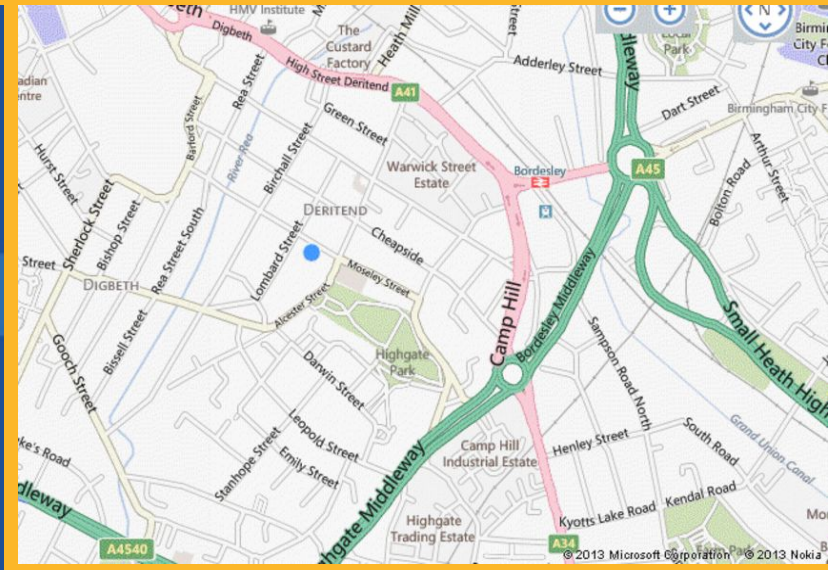 HMV Institute
Digbeth
The
Custard
Factory
Heath Mill
High Street Deritend
A41
Adderley Street
Local
Park
City F
Dart Street
Birmingham City F
Rea Street
Barford Street
River Rea
Birchall Street
Green Street
Warwick Street
Estate
Bordesley
A45
Arthur Street
Bolton Road
Hurst Street
Sherlock Street
Bishop Street
Rea Street South
DERITEND
Lombard Street
Cheapside
Moseley Street
Street
DIGBETH
Alcester Street
Bissell Street
Gooch Street
Camp Hill
Bordesley Middleway
Small Heath High
Sampson Road North
Highgate
Park
Darwin Street
Leopold Street
Emily Street
Stanhope Street
Camp Hill
Industrial Estate
Henley Street
South Road
Grand Union Canal
ke's Road
dleway
A4540
hgate Middleway
Highgate
Trading Estate
Kyotts Lake Road
Kendal Road
A34
© 2013 Microsoft Corporation
© 2013 Nokia